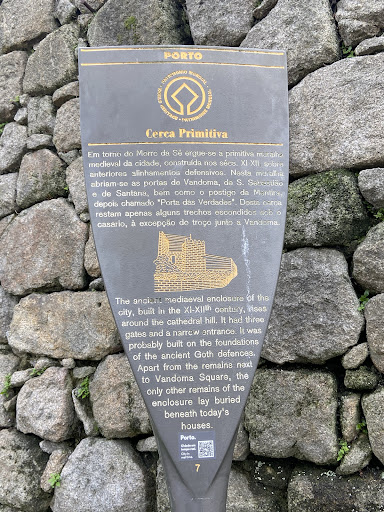 PORTO
Cerca Primitiva
Em torno do Morro da Sé ergue-se a primitiva muralha
medieval da cidade, construída nos sécs. XI-XII sobre
anteriores alinhamentos defensivos. Nesta muralha
abriam-se as portas de Vandoma, da S. Sebastião
e de Santana, bem como o postigo da Mentira,
depois chamado "Porta das Verdades". Desta cerca
restam apenas alguns trechos escondidos sob o
casario, à excepção do troço junto a Vandoma.
The ancient mediaeval enclosure of the
city, built in the XI-XIIth century, rises
around the cathedral hill. It had three
gates and a narrow entrance. It was
probably built on the foundations
of the ancient Goth defences.
Apart from the remains next
to Vandoma Square, the
only other remains of the
enclosure lay buried
beneath today's
houses.
Porto.
7